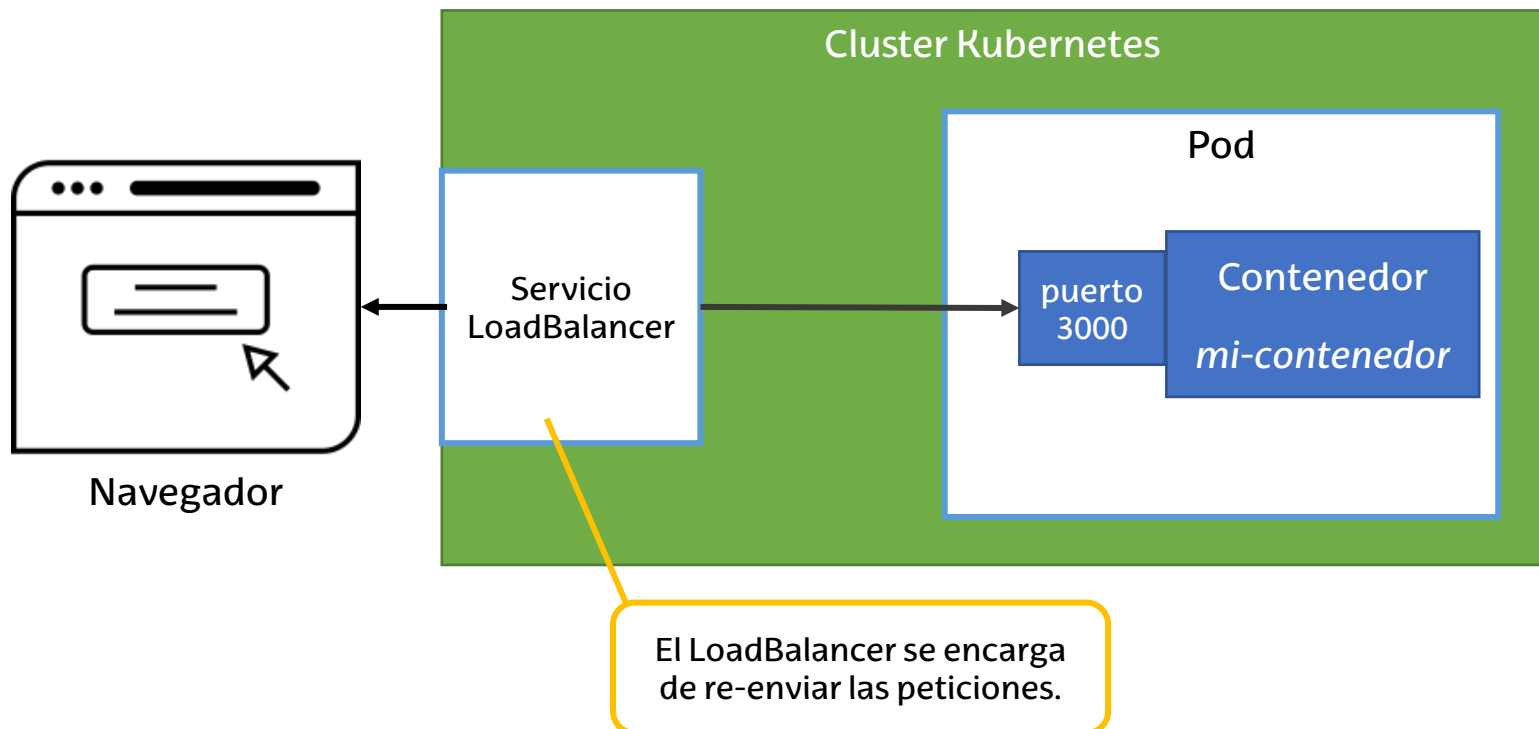 Cluster Kubernetes
Pod
Servicio
LoadBalancer
puerto
3000
Contenedor
mi-contenedor
Navegador
El LoadBalancer se encarga
de re-enviar las peticiones.